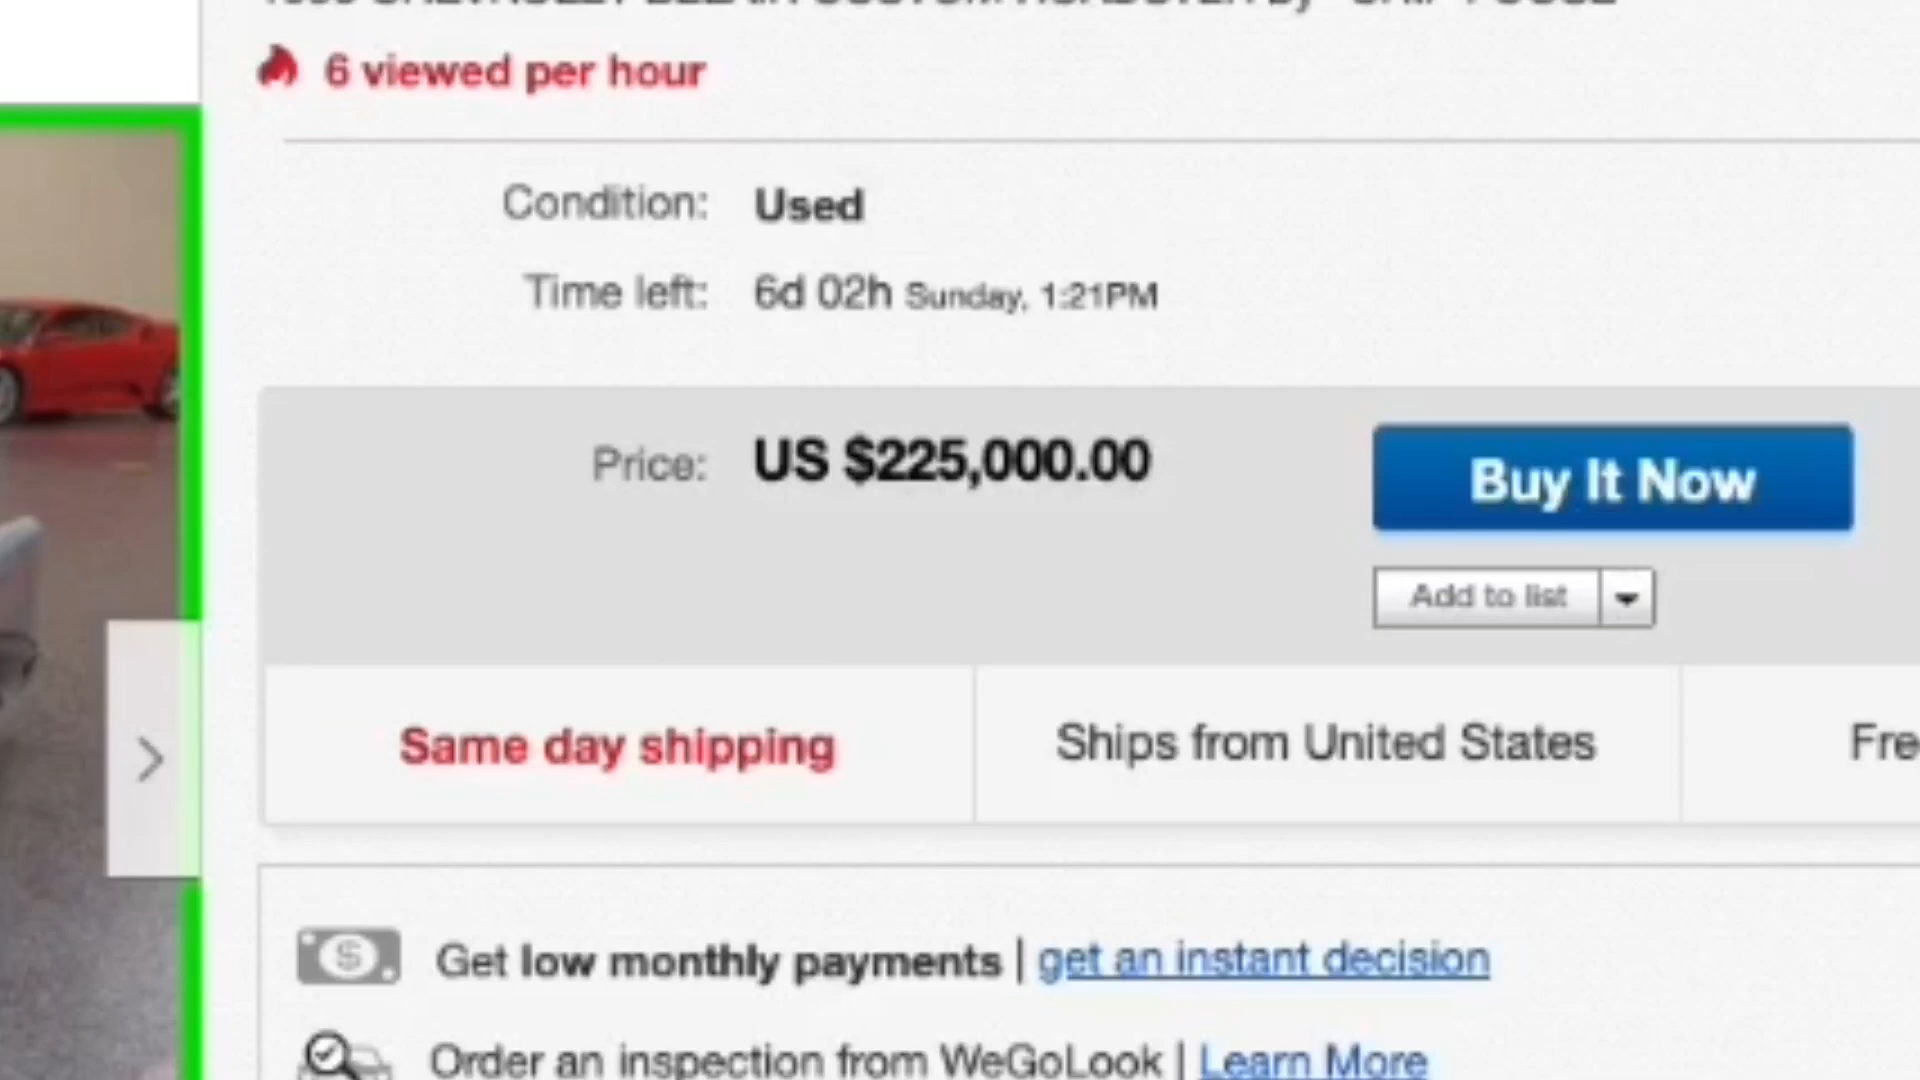 6 viewed per hour
Condition: Used
Time left: 6d 02h Sunday, 1:21PM
Price: US $225,000.00
Buy It Now
Add to list
Same day shipping
Ships from United States
Fre
Get low monthly payments | get an instant decision
Order an inspection from WeGoLook | Learn More